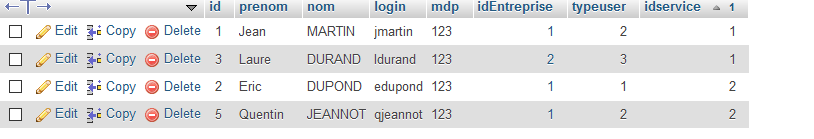 id prenom nom login mdp idEntreprise typeuser idservice 1
Edit Copy Delete 1 Jean MARTIN jmartin 123 1 2 1
Edit Copy Delete 3 Laure DURAND ldurand 123 2 3 1
Edit Copy Delete 2 Eric DUPOND edupond 123 1 1 2
Edit Copy Delete 5 Quentin JEANNOT qjeannot 123 1 2 2